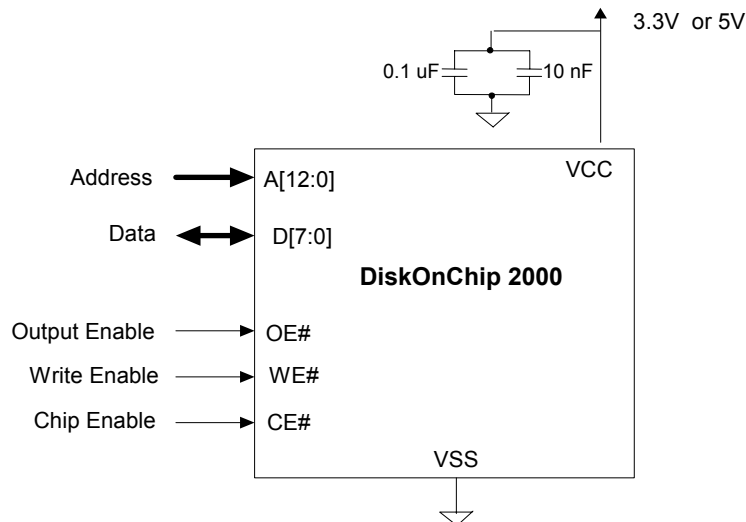 3.3V or 5V
0.1 uF
10 nF
VCC
Address
A[12:0]
Data
D[7:0]
DiskOnChip 2000
Output Enable
OE#
Write Enable
WE#
Chip Enable
CE#
VSS